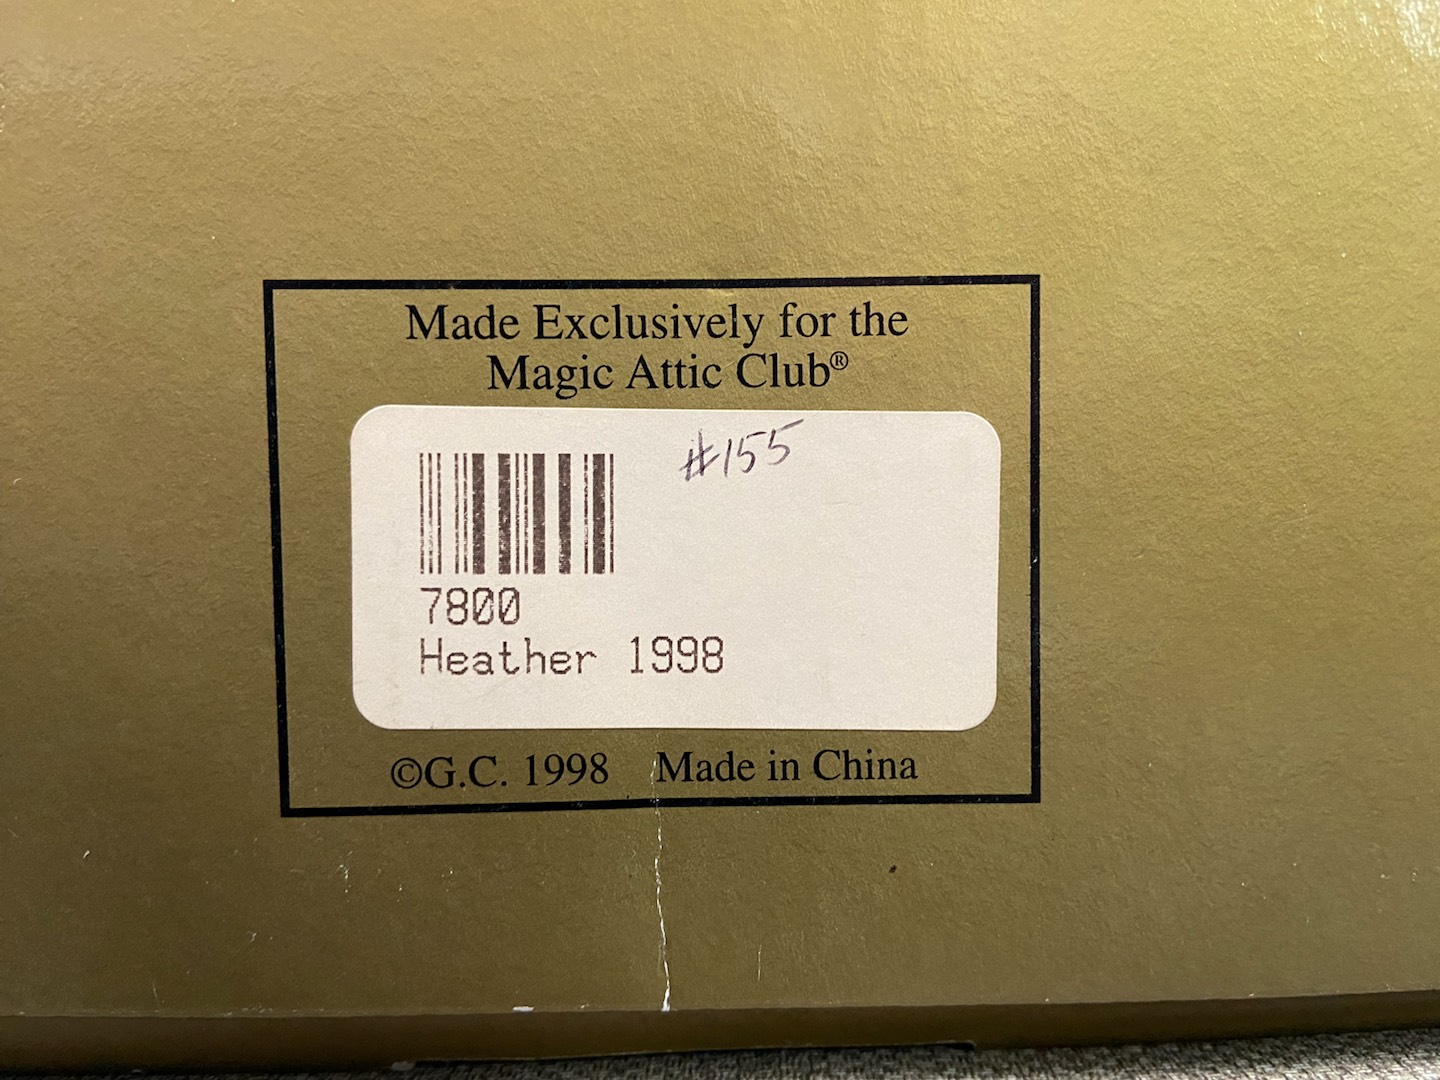 Made Exclusively for the
Magic Attic Club®
#155
7800
Heather 1998
©G.C. 1998 Made in China